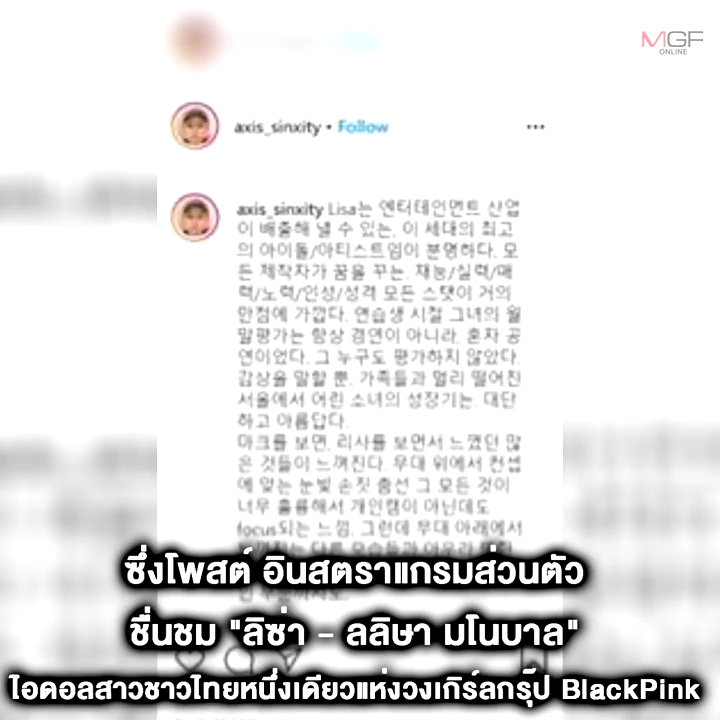 MGF
ONLINE
axis_sinxity • Follow
axis_sinxity Lisa는 엔터테인먼트 산업
이 배출해 낼 수 있는, 이 세대의 최고
의 아이돌/아티스트임이 분명하다. 모
든 제작자가 꿈을 꾸는, 재능/실력/매
력/노력/인성/성격 모든 스탯이 거의
만점에 가깝다. 연습생 시절 그녀의 월
말평가는 항상 경연이 아니라, 혼자 공
연이었다. 그 누구도 평가하지 않았다.
감상을 말할 뿐. 가족들과 멀리 떨어진
서울에서 어린 소녀의 성장기는, 대단
하고 아름답다.
마크를 보면, 리사를 보면서 느꼈던 많
은 것들이 느껴진다. 무대 위에서 컨셉
에 맞는 눈빛 손짓 춤선 그 모든 것이
너무 훌륭해서 개인캠이 아닌데도
focus되는 느낌. 그런데 무대 아래에서
ซึ่งโพสต์ อินสตราแกรมส่วนตัว
ชื่นชม "ลิซ่า - ลลิษา มโนบาล"
ไอดอลสาวชาวไทยหนึ่งเดียวแห่งวงเกิร์ลกรุ๊ป BlackPink